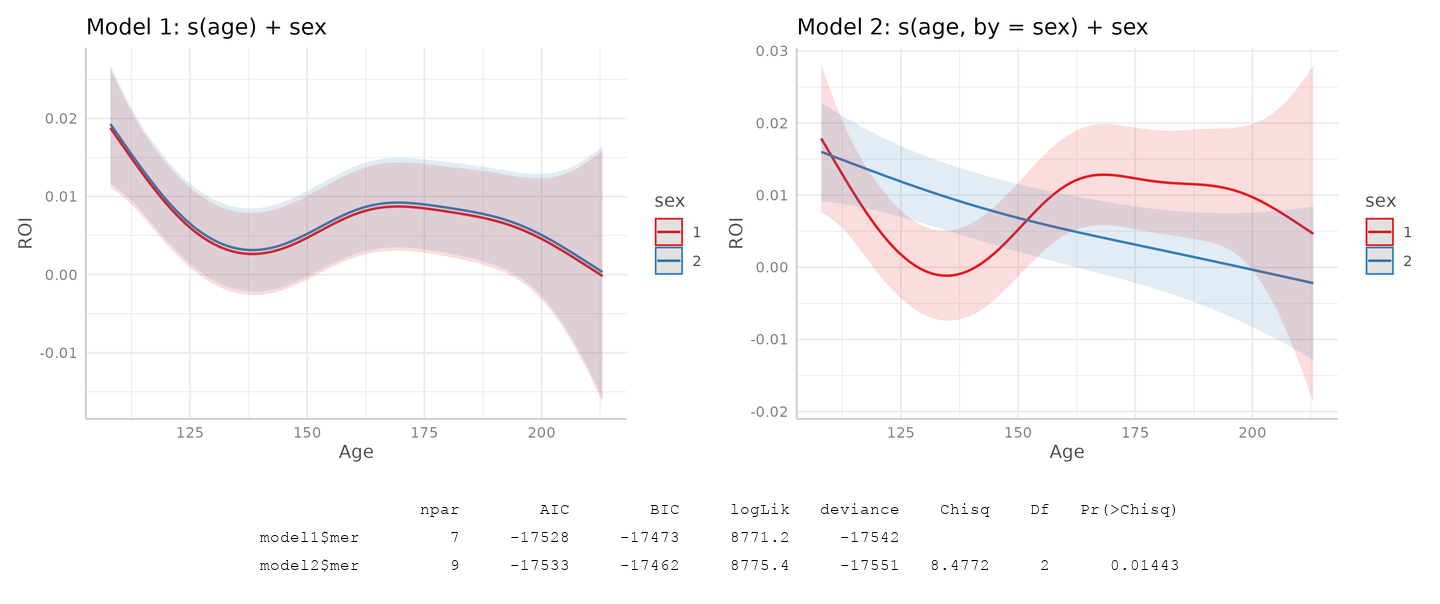 Model 1: s(age) + sex
0.02
0.01
0.00
-0.01
ROI
125 150 175 200
Age
sex
1
2
Model 2: s(age, by = sex) + sex
0.03
0.02
0.01
0.00
-0.01
-0.02
ROI
125 150 175 200
Age
sex
1
2
npar AIC BIC logLik deviance Chisq Df Pr(>Chisq)
model1$mer 7 -17528 -17473 8771.2 -17542
model2$mer 9 -17533 -17462 8775.4 -17551 8.4772 2 0.01443